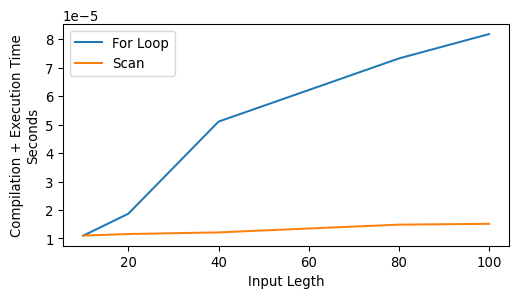 1e−5
For Loop
Scan
Compilation + Execution Time
Seconds
8
7
6
5
4
3
2
1
20
40
60
80
100
Input Legth